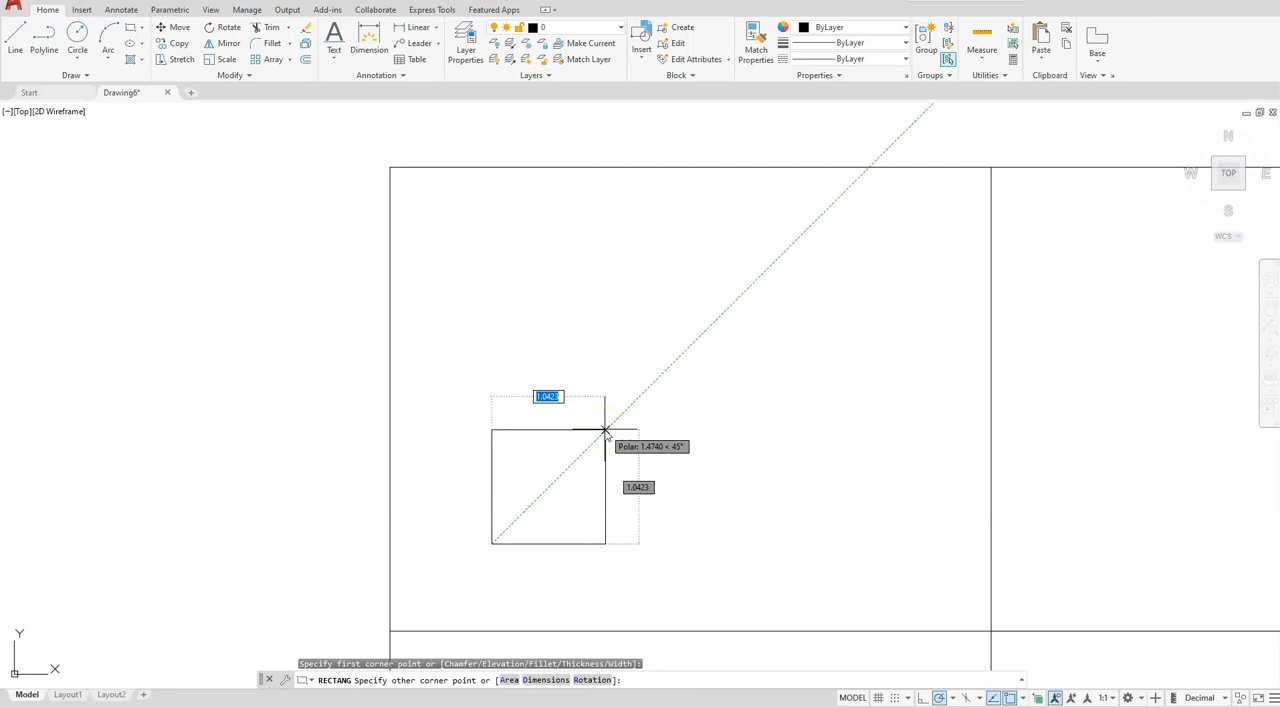 Home Insert Annotate Parametric View Manage Output Add-ins Collaborate Express Tools Featured Apps
Line Polyline Circle Arc
Move Rotate Trim
Copy Mirror Fillet
Stretch Scale Array
Text Dimension
Linear
Leader
Table
Layer Properties
0
Make Current
Match Layer
Insert
Create
Edit
Edit Attributes
Match Properties
ByLayer
ByLayer
ByLayer
Group
Measure
Paste
Base
Draw Modify Annotation Layers Block Properties Groups Utilities Clipboard View
Start Drawing6*
[−][Top][2D Wireframe]
N
W TOP E
S
WCS
1.0423
Polar: 1.4740 < 45°
1.0423
Y
X
Specify first corner point or [Chamfer/Elevation/Fillet/Thickness/Width]:
RECTANG Specify other corner point or [Area Dimensions Rotation]:
Model Layout1 Layout2 +
MODEL 1:1 Decimal